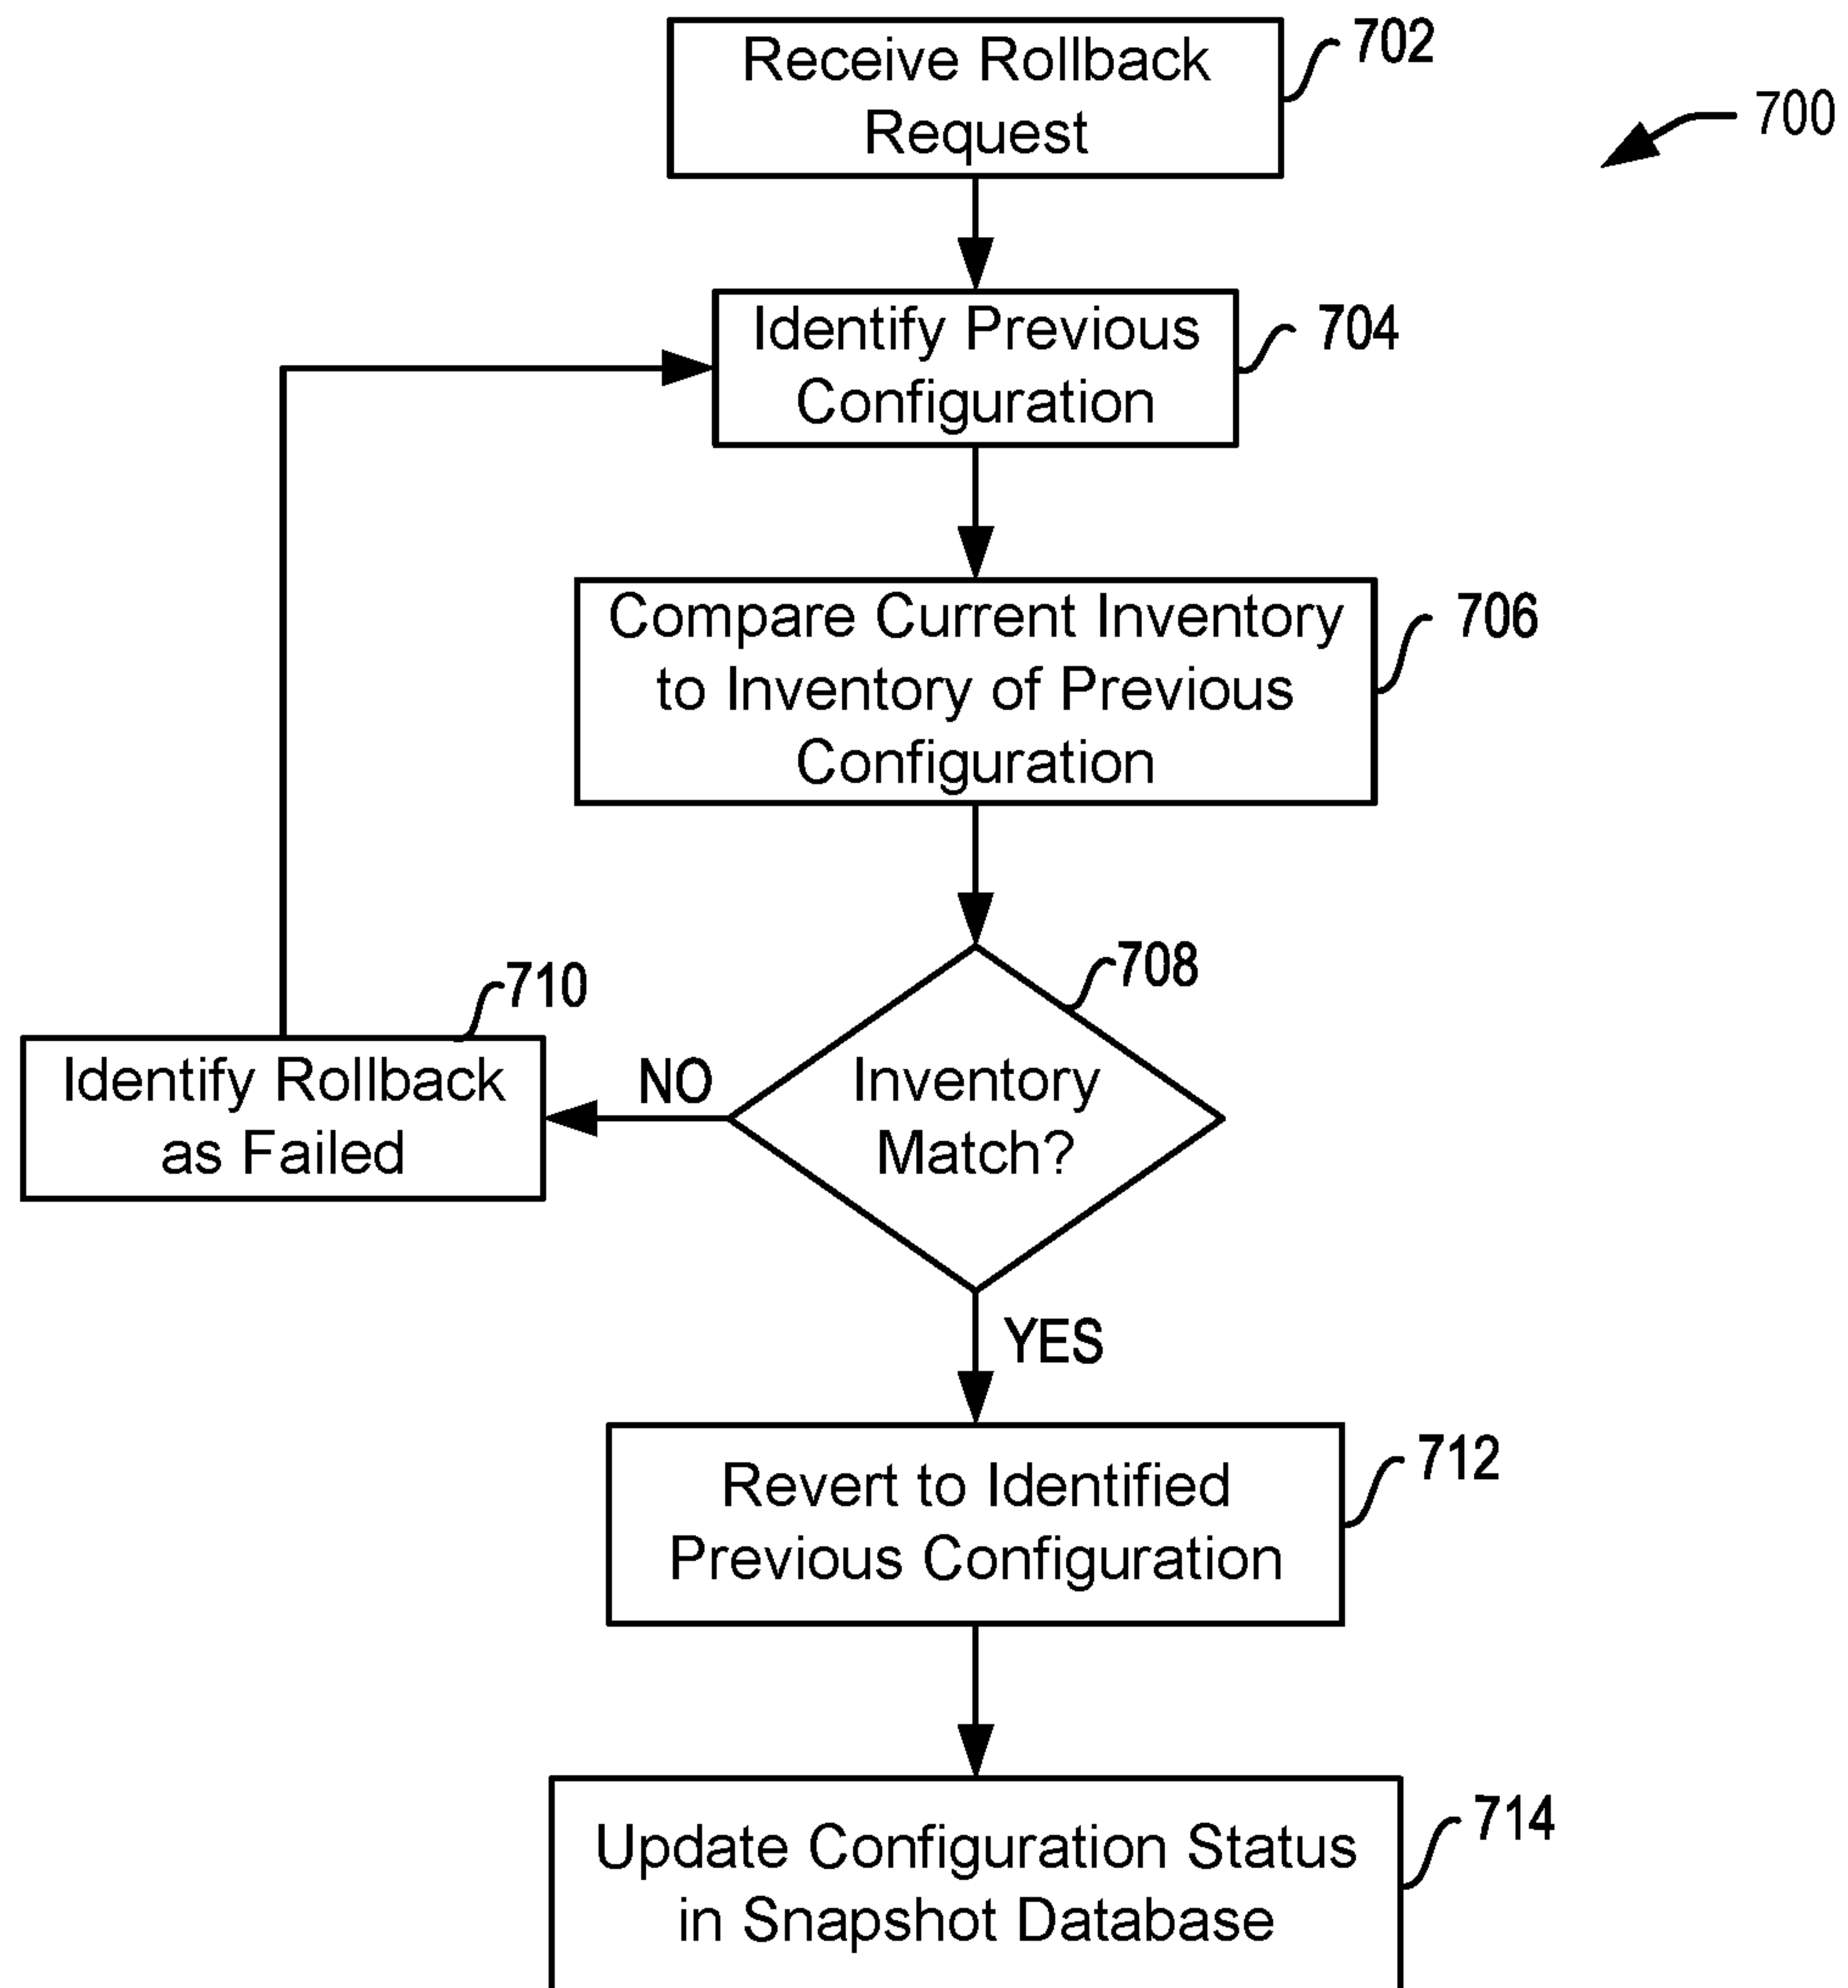 Receive Rollback
Request
702
700
Identify Previous
Configuration
704
Compare Current Inventory
to Inventory of Previous
Configuration
706
708
Inventory
Match?
NO
710
Identify Rollback
as Failed
YES
Revert to Identified
Previous Configuration
712
Update Configuration Status
in Snapshot Database
714